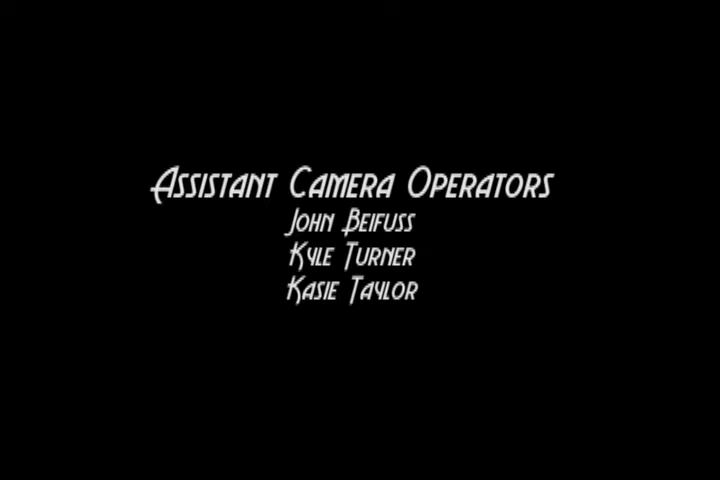 Assistant Camera Operators
John Beifuss
Kyle Turner
Kasie Taylor